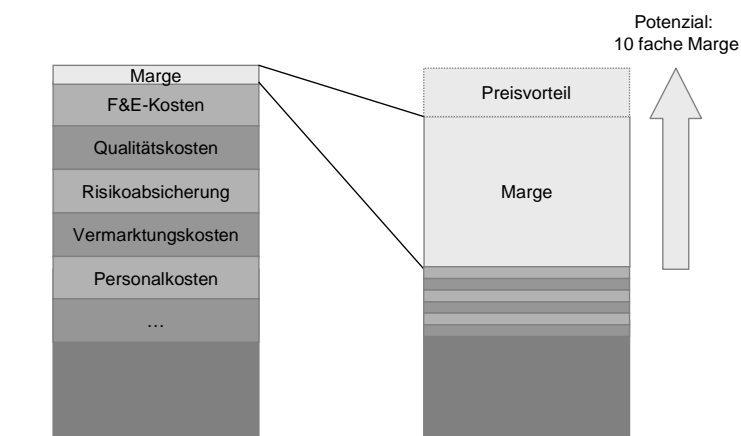 Potenzial:
10 fache Marge
Marge
F&E-Kosten
Qualitätskosten
Risikoabsicherung
Vermarktungskosten
Personalkosten
…
Preisvorteil
Marge